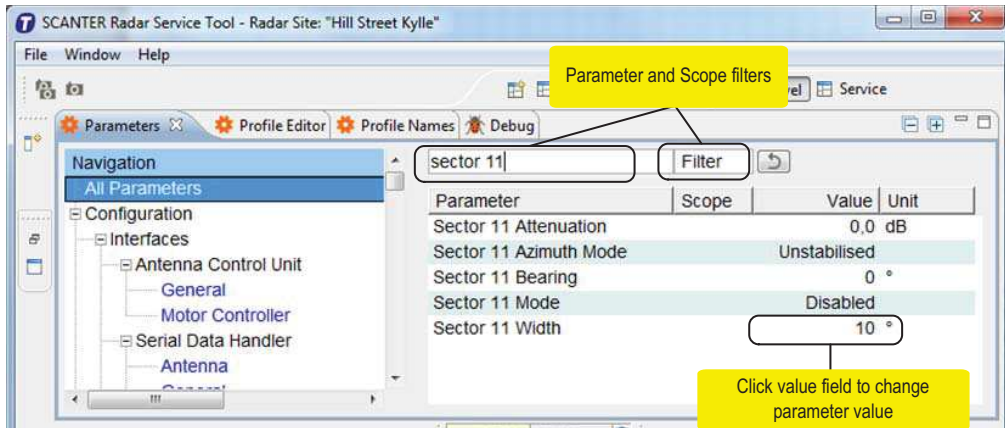 SCANTER Radar Service Tool - Radar Site: "Hill Street Kylle"
File Window Help
Parameter and Scope filters
Service
Parameters Profile Editor Profile Names Debug
Navigation
sector 11 Filter
All Parameters
Parameter Scope Value Unit
Configuration
Sector 11 Attenuation 0,0 dB
Interfaces
Sector 11 Azimuth Mode Unstabilised
Antenna Control Unit
Sector 11 Bearing 0 °
General
Sector 11 Mode Disabled
Motor Controller
Sector 11 Width 10 °
Serial Data Handler
Antenna
Click value field to change
parameter value